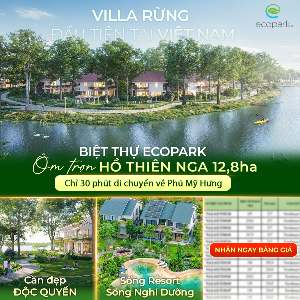 VILLA RỪNG
ecopark
ĐẦU TIÊN TẠI VIỆT NAM
BIỆT THỰ ECOPARK
Ôm trọn HỒ THIÊN NGA 12,8ha
Chỉ 30 phút di chuyển về Phú Mỹ Hưng
Căn đẹp
ĐỘC QUYỀN
Sống Resort
Sống Nghỉ Dưỡng
NHẬN NGAY BẢNG GIÁ